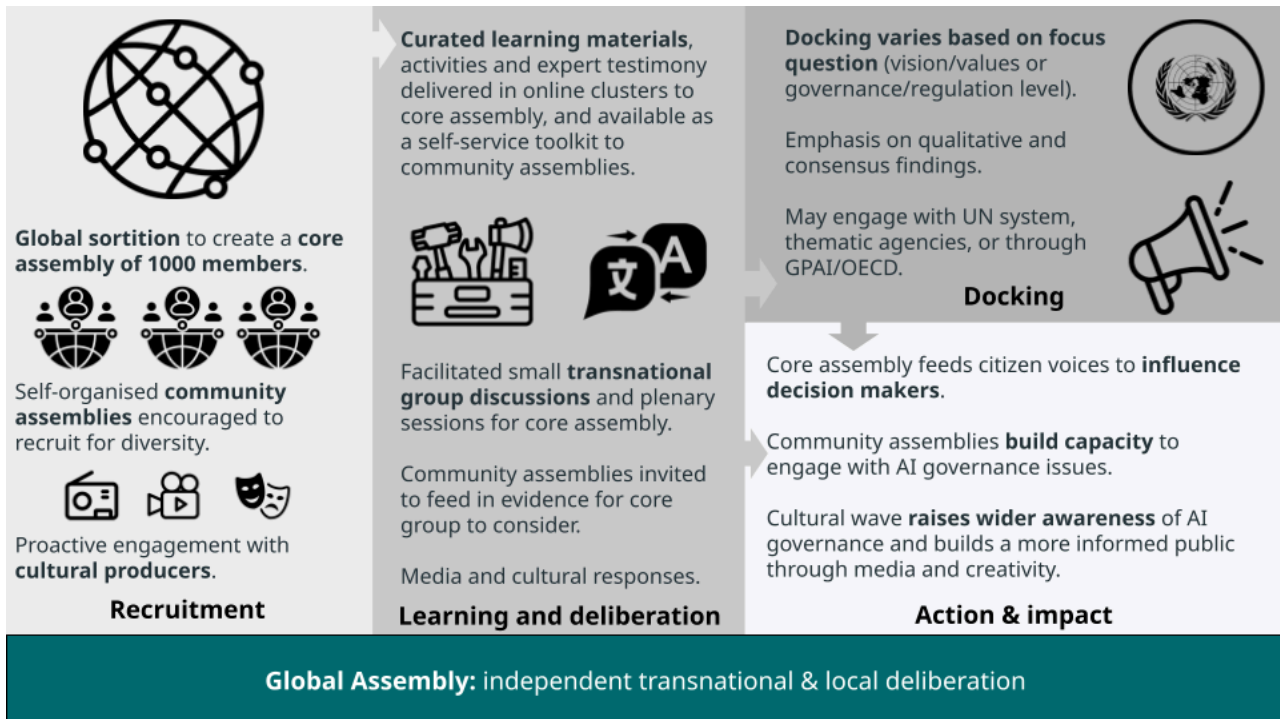 Global sortition to create a core
assembly of 1000 members.
Self-organised community
assemblies encouraged to
recruit for diversity.
Proactive engagement with
cultural producers.
Recruitment
Curated learning materials,
activities and expert testimony
delivered in online clusters to
core assembly, and available as
a self-service toolkit to
community assemblies.
文 A
Facilitated small transnational
group discussions and plenary
sessions for core assembly.
Community assemblies invited
to feed in evidence for core
group to consider.
Media and cultural responses.
Learning and deliberation
Docking varies based on focus
question (vision/values or
governance/regulation level).
Emphasis on qualitative and
consensus findings.
May engage with UN system,
thematic agencies, or through
GPAI/OECD.
Docking
Core assembly feeds citizen voices to influence
decision makers.
Community assemblies build capacity to
engage with AI governance issues.
Cultural wave raises wider awareness of AI
governance and builds a more informed public
through media and creativity.
Action & impact
Global Assembly: independent transnational & local deliberation